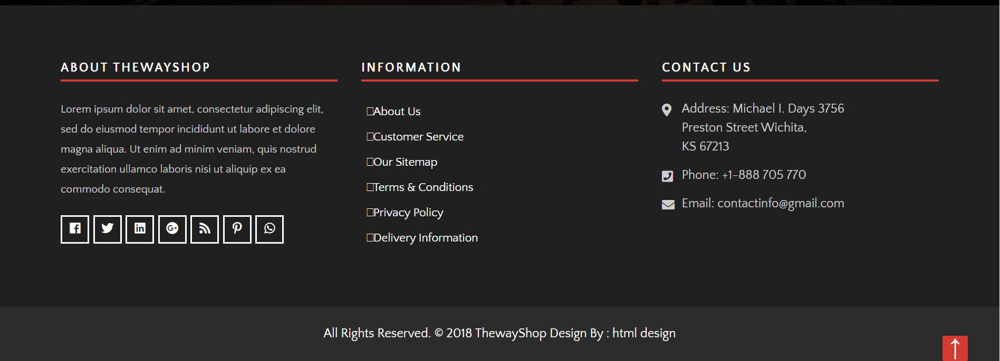 ABOUT THEWAYSHOP
Lorem ipsum dolor sit amet, consectetur adipiscing elit,
sed do eiusmod tempor incididunt ut labore et dolore
magna aliqua. Ut enim ad minim veniam, quis nostrud
exercitation ullamco laboris nisi ut aliquip ex ea
commodo consequat.
INFORMATION
About Us
Customer Service
Our Sitemap
Terms & Conditions
Privacy Policy
Delivery Information
CONTACT US
Address: Michael I. Days 3756
Preston Street Wichita,
KS 67213
Phone: +1-888 705 770
Email: contactinfo@gmail.com
All Rights Reserved. © 2018 ThewayShop Design By : html design